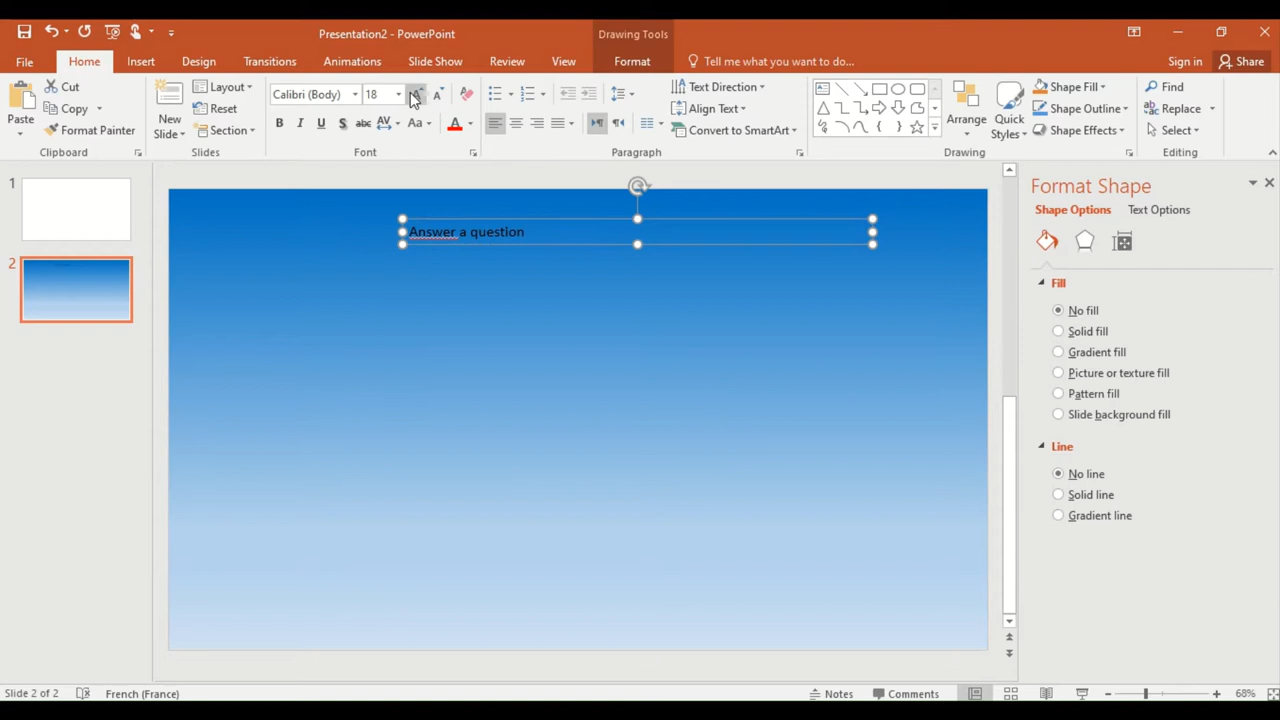 Presentation2 - PowerPoint
Drawing Tools
File
Home
Insert
Design
Transitions
Animations
Slide Show
Review
View
Format
Tell me what you want to do...
Sign in
Share
Paste
Cut
Copy
Format Painter
Clipboard
New
Slide
Layout
Reset
Section
Slides
Calibri (Body)
18
B I U S abc AV Aa A
Font
Text Direction
Align Text
Convert to SmartArt
Paragraph
Arrange
Quick
Styles
Shape Fill
Shape Outline
Shape Effects
Drawing
Find
Replace
Select
Editing
1
2
Answer a question
Format Shape
Shape Options
Text Options
Fill
No fill
Solid fill
Gradient fill
Picture or texture fill
Pattern fill
Slide background fill
Line
No line
Solid line
Gradient line
Slide 2 of 2
French (France)
Notes
Comments
68%